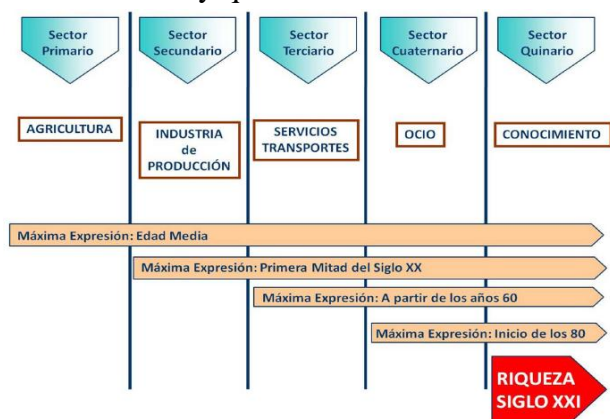 Sector
Primario
Sector
Secundario
Sector
Terciario
Sector
Cuaternario
Sector
Quinario
AGRICULTURA
INDUSTRIA
de
PRODUCCIÓN
SERVICIOS
TRANSPORTES
OCIO
CONOCIMIENTO
Máxima Expresión: Edad Media
Máxima Expresión: Primera Mitad del Siglo XX
Máxima Expresión: A partir de los años 60
Máxima Expresión: Inicio de los 80
RIQUEZA
SIGLO XXI